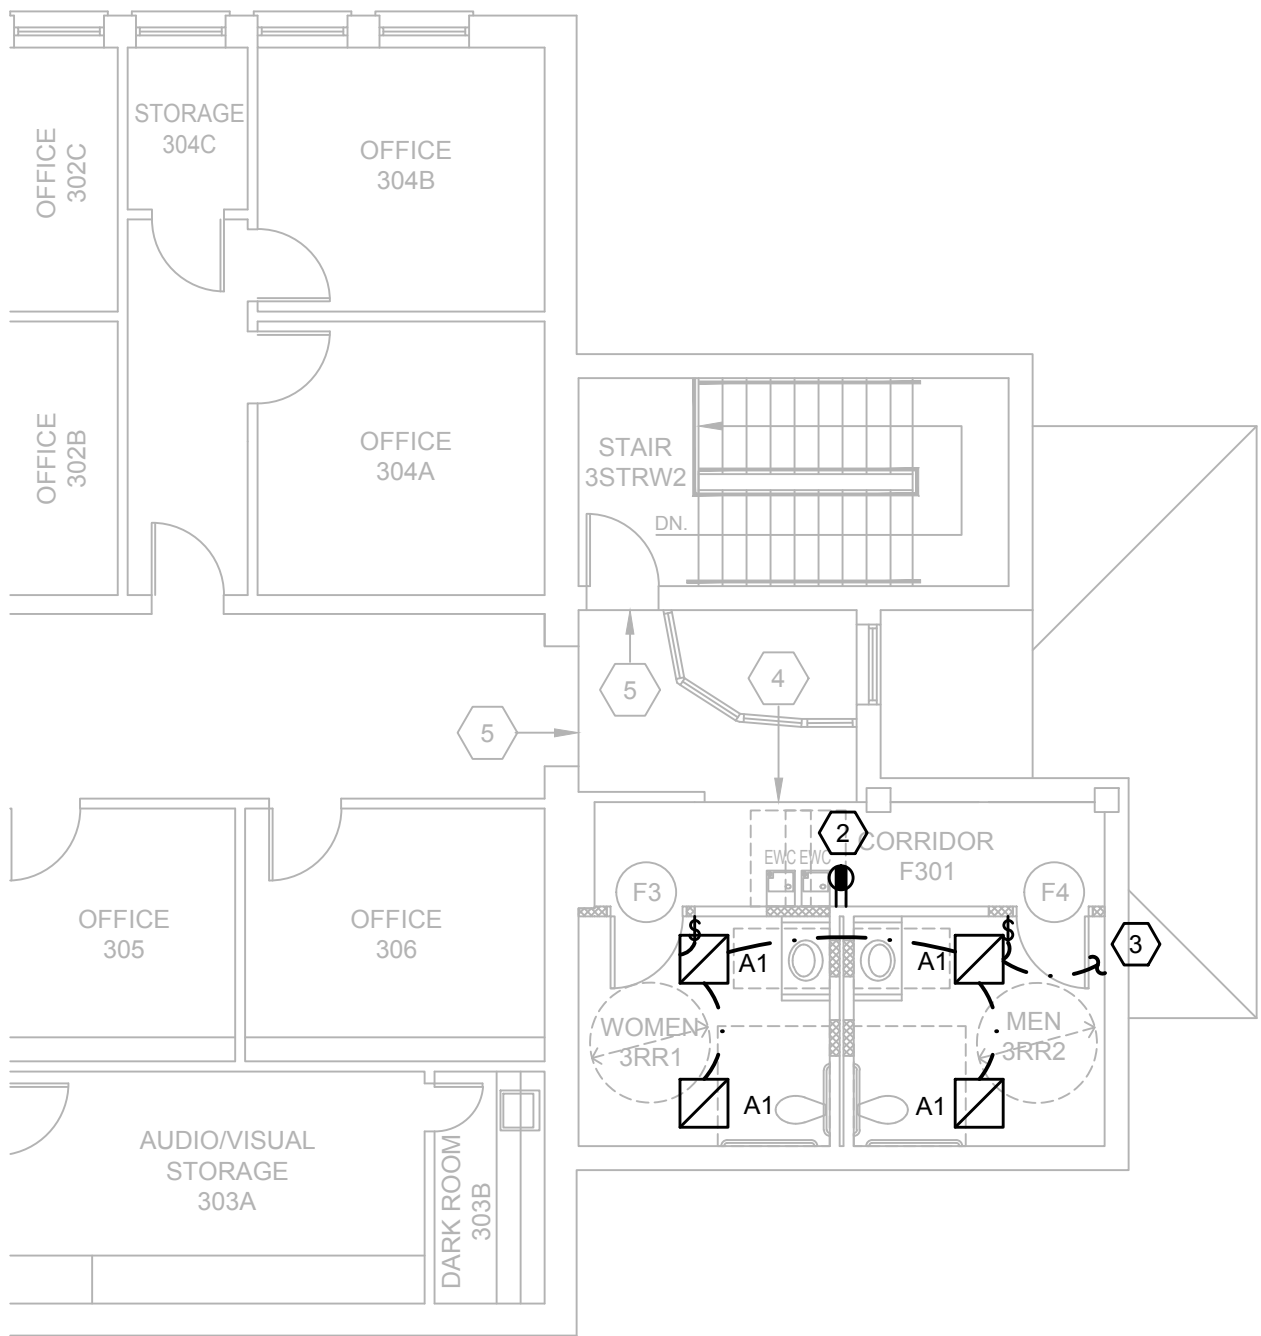 STORAGE
304C
OFFICE
302C
OFFICE
304B
OFFICE
302B
OFFICE
304A
STAIR
3STRW2
DN.
5
4
5
2
CORRIDOR
F301
EWC EWC
F3
F4
OFFICE
305
OFFICE
306
$
$
3
A1
A1
WOMEN
3RR1
MEN
3RR2
A1
A1
AUDIO/VISUAL
STORAGE
303A
DARK ROOM
303B